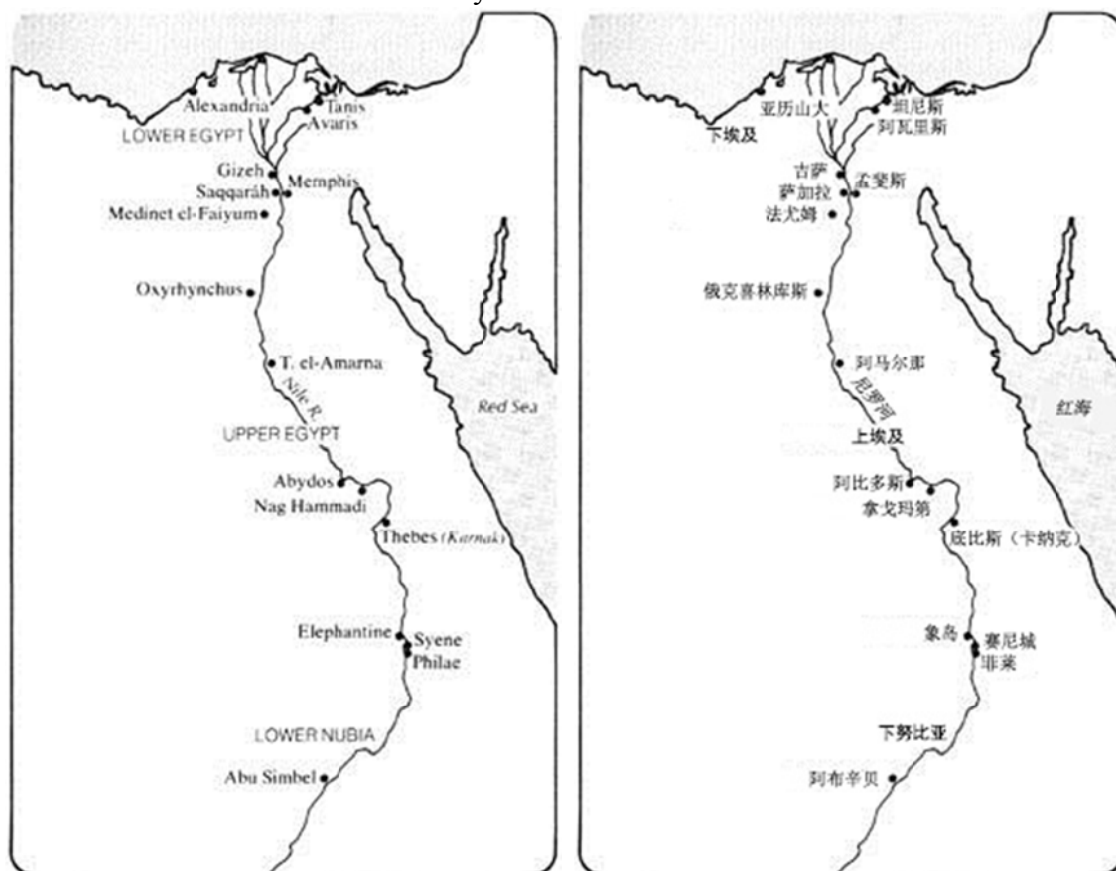 Alexandria
Tanis
Avaris
LOWER EGYPT
Gizeh
Saqqaráh
Memphis
Medinet el-Faiyum
Oxyrhynchus
T. el-Amarna
Nile R.
Red Sea
UPPER EGYPT
Abydos
Nag Hammadi
Thebes (Karnak)
Elephantine
Syene
Philae
LOWER NUBIA
Abu Simbel
亚历山大
坦尼斯
阿瓦里斯
下埃及
古萨
萨加拉
孟斐斯
法尤姆
俄克喜林库斯
阿马尔那
尼罗河
红海
上埃及
阿比多斯
拿戈玛第
底比斯（卡纳克）
象岛
赛尼城
菲莱
下努比亚
阿布辛贝